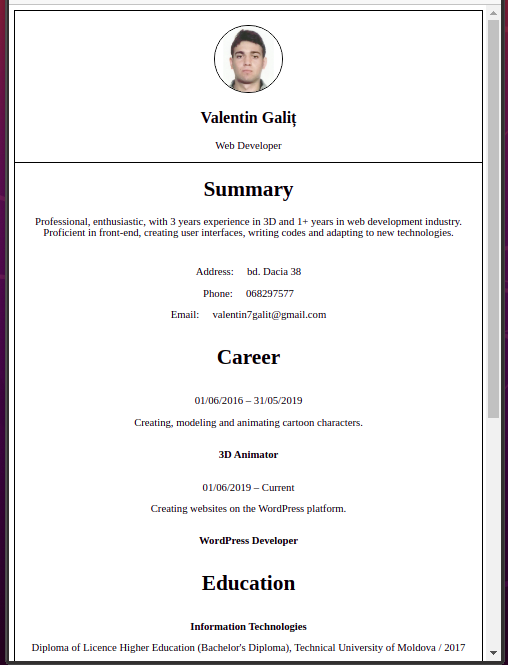 Valentin Galiț
Web Developer
Summary
Professional, enthusiastic, with 3 years experience in 3D and 1+ years in web development industry.
Proficient in front-end, creating user interfaces, writing codes and adapting to new technologies.
Address: bd. Dacia 38
Phone: 068297577
Email: valentin7galit@gmail.com
Career
01/06/2016 – 31/05/2019
Creating, modeling and animating cartoon characters.
3D Animator
01/06/2019 – Current
Creating websites on the WordPress platform.
WordPress Developer
Education
Information Technologies
Diploma of Licence Higher Education (Bachelor's Diploma), Technical University of Moldova / 2017